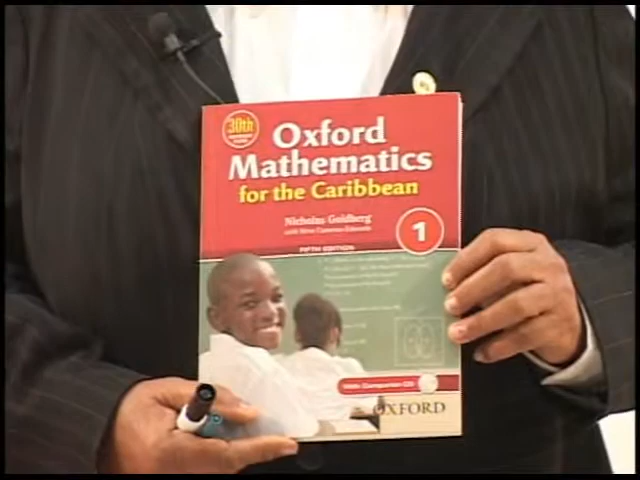 30th
Oxford
Mathematics
for the Caribbean
Nicholas Goldberg
1
FIFTH EDITION
With Companion CD
OXFORD